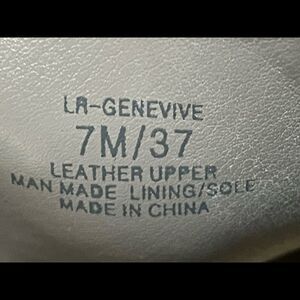 LR-GENEVIVE
7M/37
LEATHER UPPER
MAN MADE LINING/SOLE
MADE IN CHINA